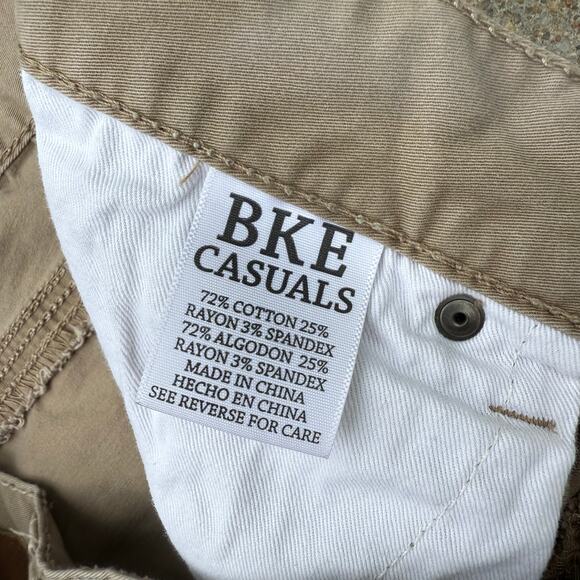 BKE
CASUALS
72% COTTON 25%
RAYON 3% SPANDEX
72% ALGODON 25%
RAYON 3% SPANDEX
MADE IN CHINA
HECHO EN CHINA
SEE REVERSE FOR CARE